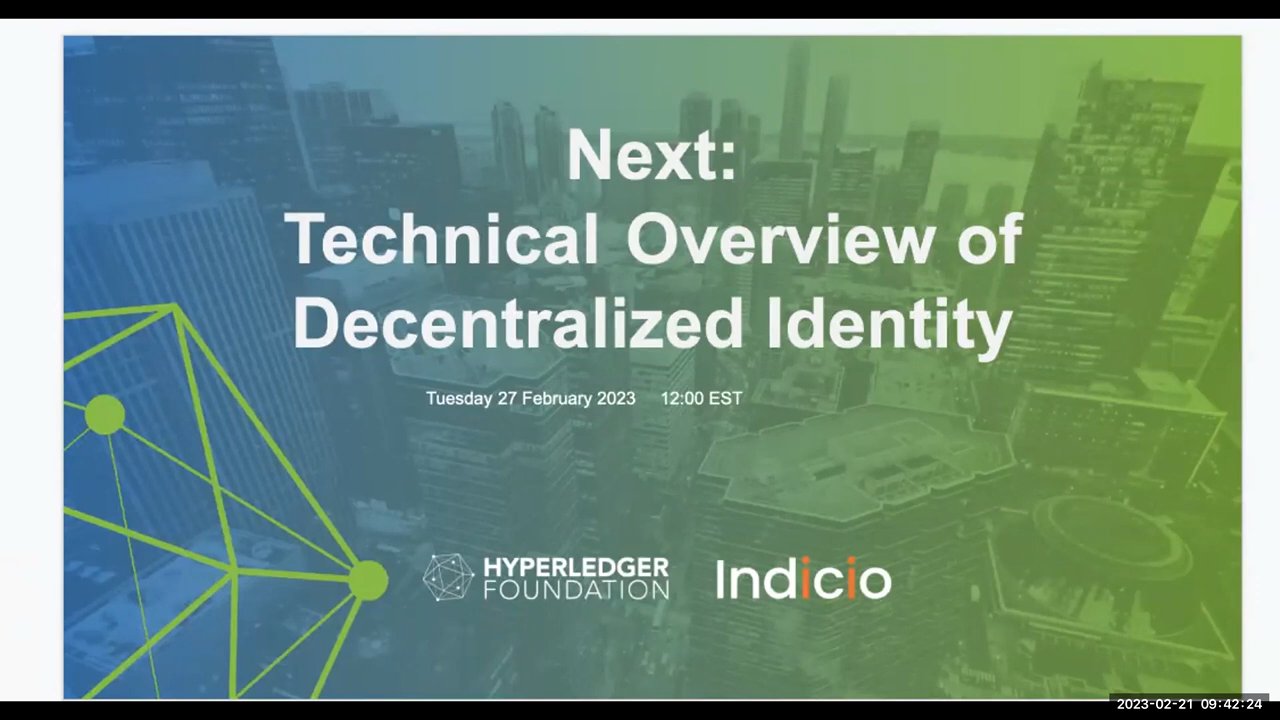 Next:
Technical Overview of
Decentralized Identity
Tuesday 27 February 2023 12:00 EST
HYPERLEDGER
FOUNDATION
Indicio
2023-02-21 09:42:24